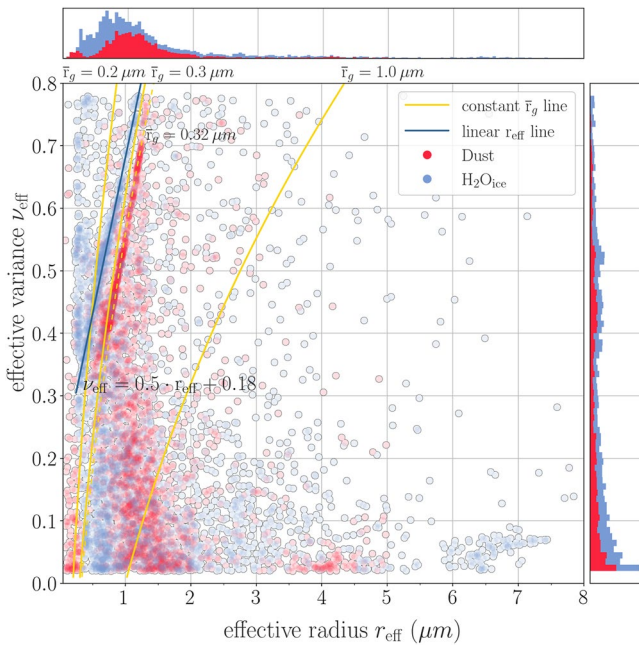 r̄g = 0.2 μm r̄g = 0.3 μm r̄g = 1.0 μm
0.8
constant r̄g line
linear reff line
Dust
H2Oice
r̄g = 0.32 μm
0.7
0.6
0.5
0.4
νeff = 0.5 · reff + 0.18
0.3
0.2
0.1
0.0
effective variance νeff
1 2 3 4 5 6 7 8
effective radius reff (μm)